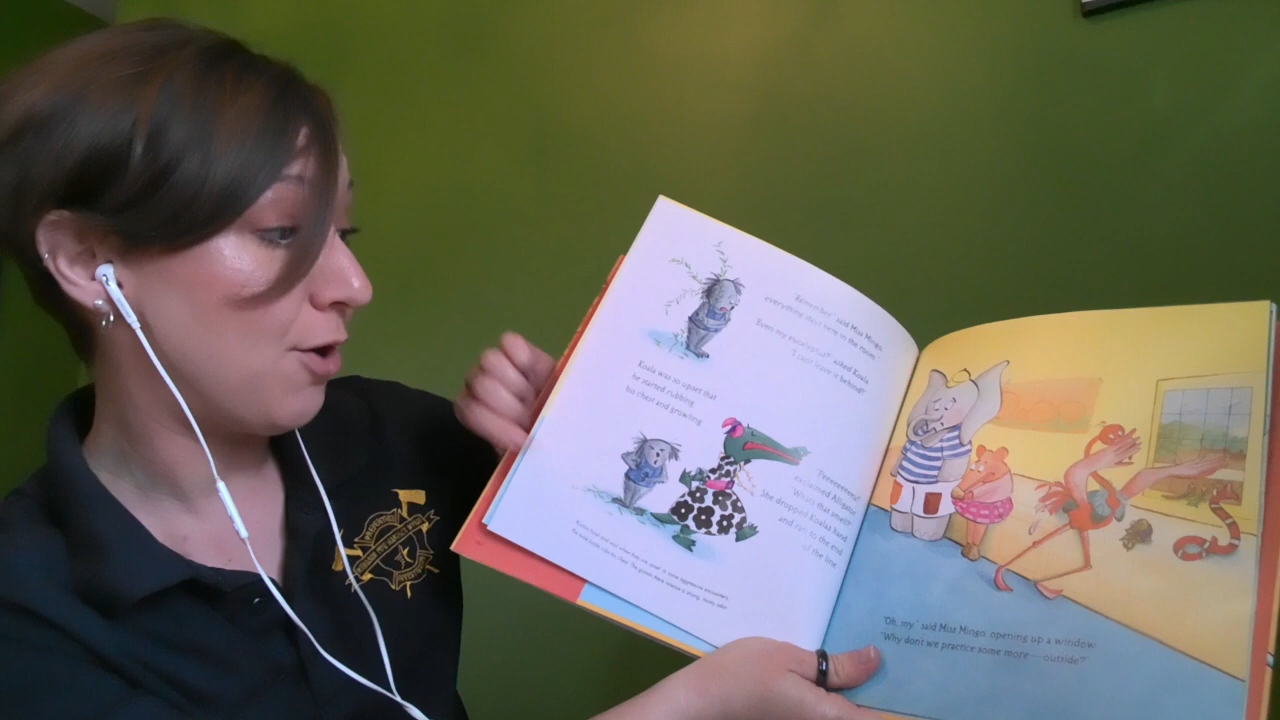 "Remember," said Miss Mingo,
everything stays here in the room."
"Even my eucalyptus?" asked Koala.
"I can't leave it behind!"
Koala was so upset that
he started rubbing
his chest and growling.
"Peeeeeeeeew!"
exclaimed Alligator.
"What's that smell?"
She dropped Koala's hand
and ran to the end
of the line.
"Oh, my," said Miss Mingo, opening up a window.
"Why don't we practice some more—outside?"